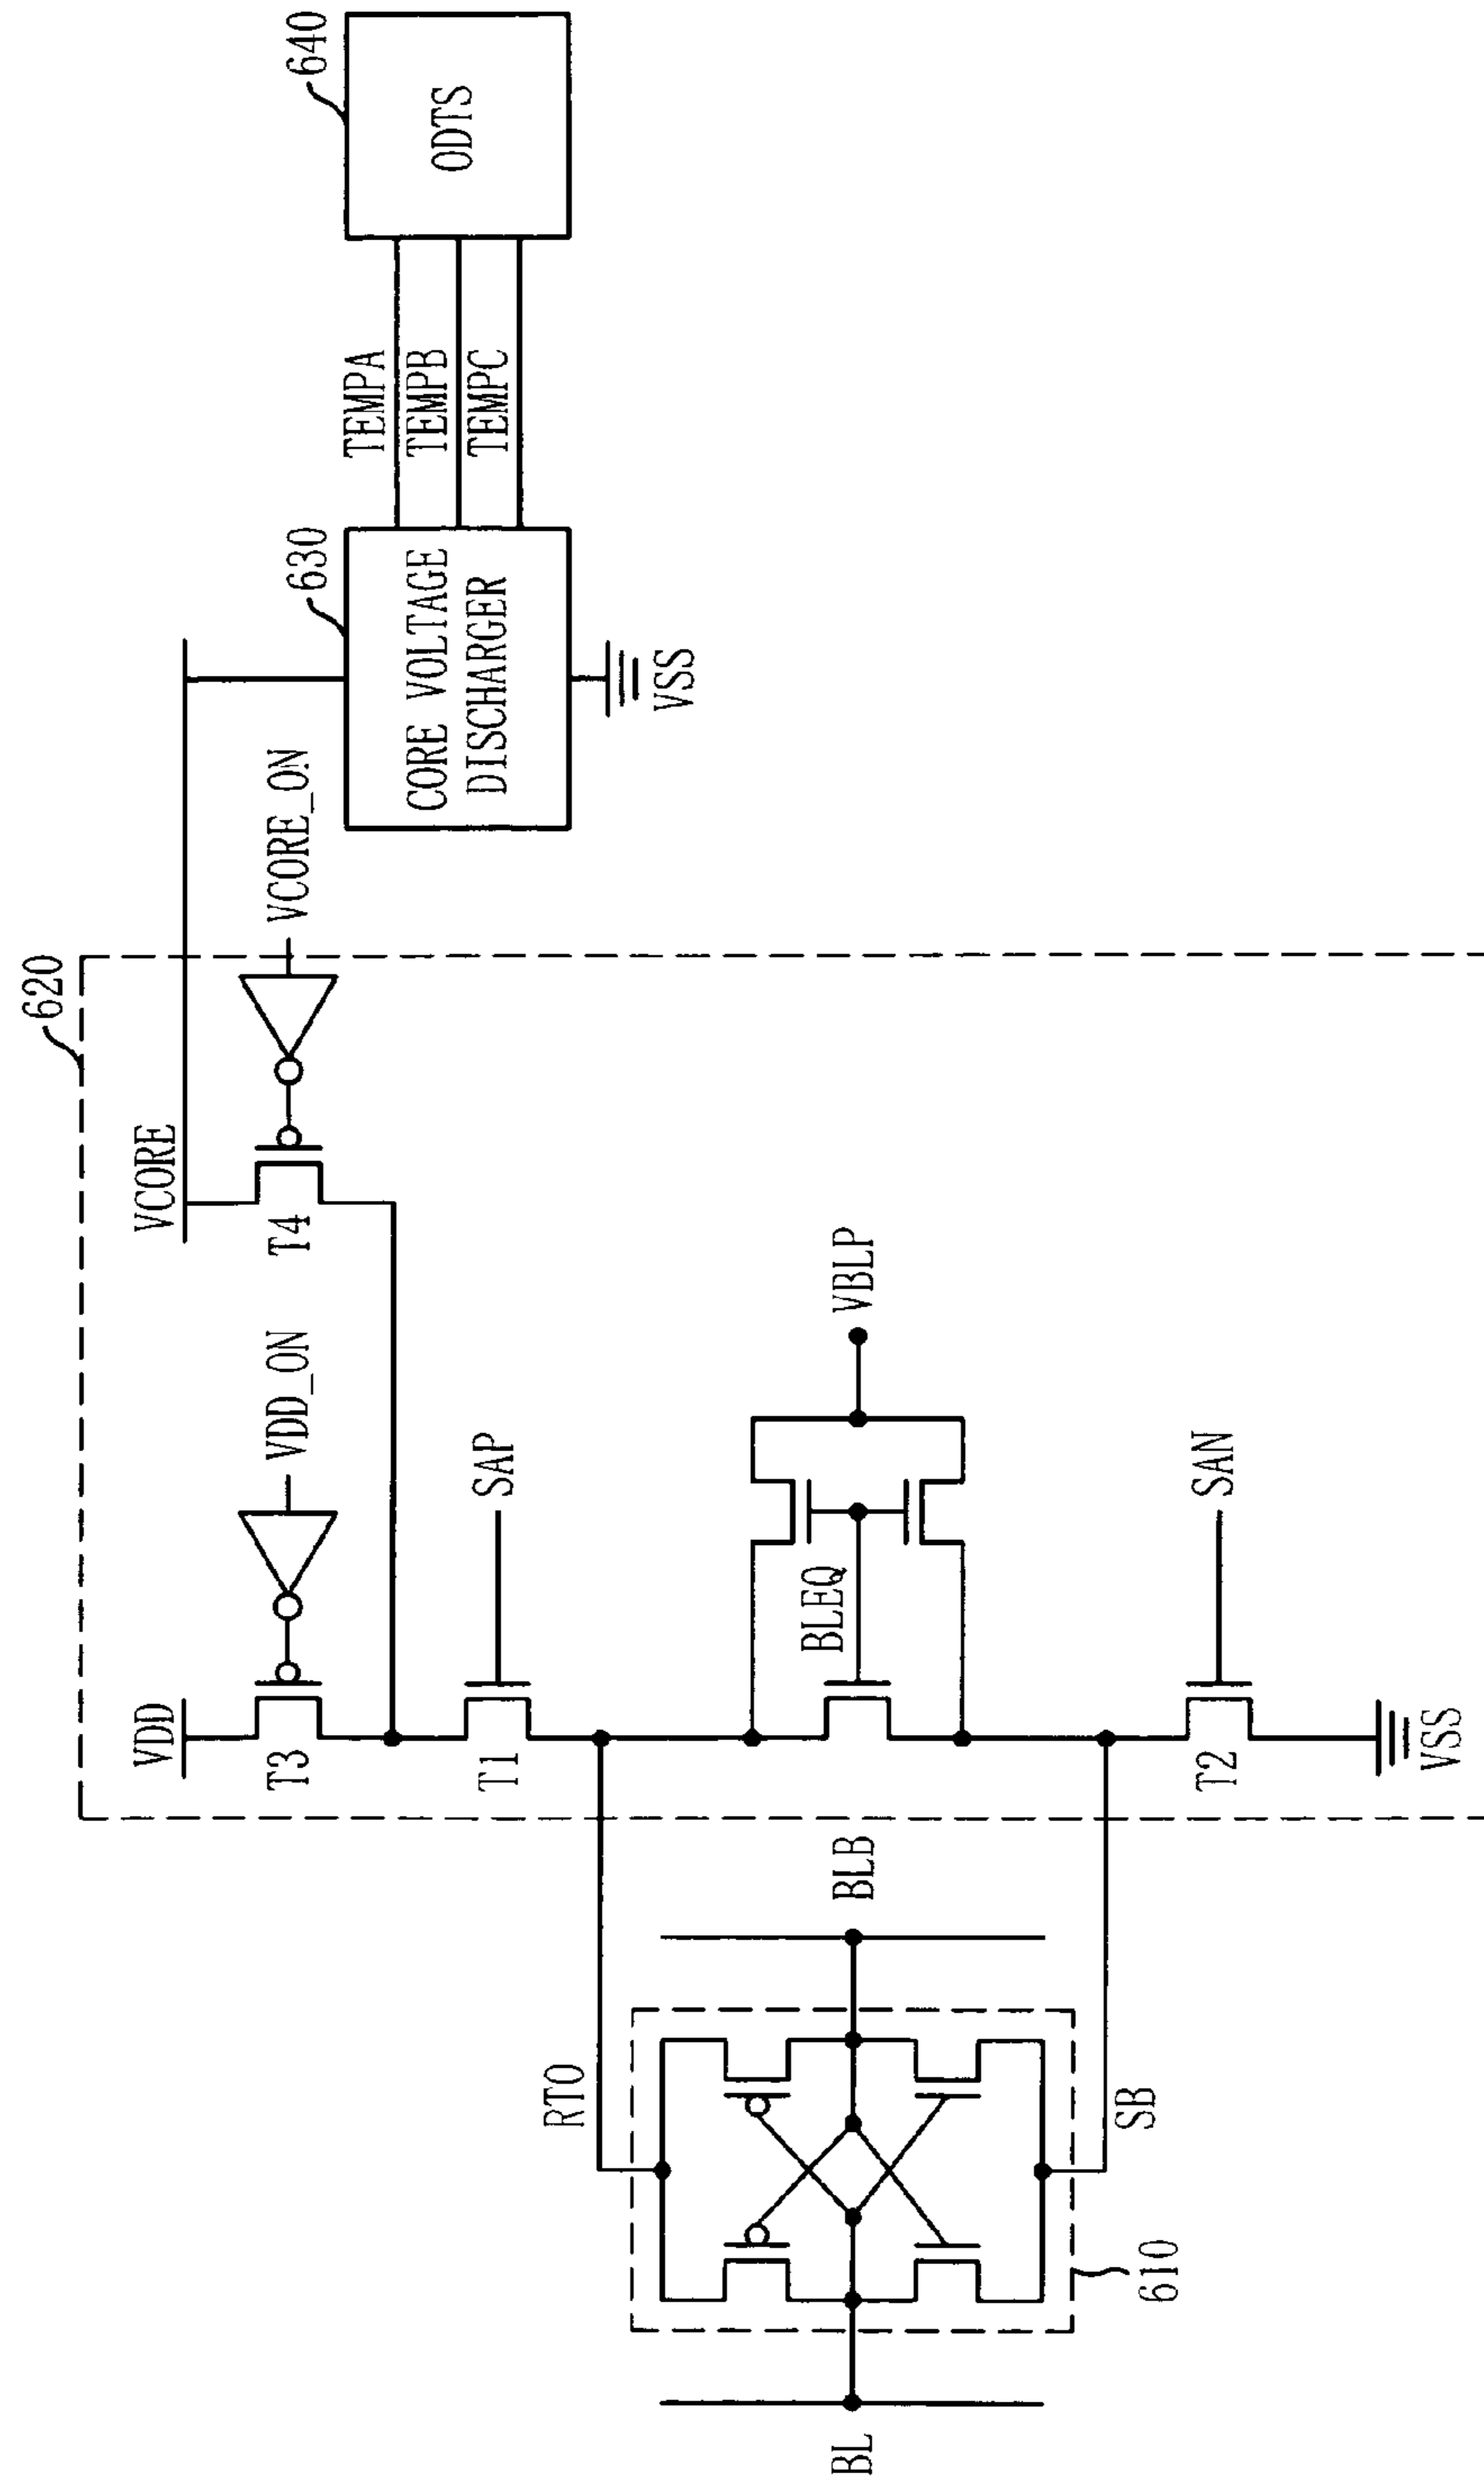 620
VDD
VCORE
640
630
T3
VDD_ON
T4
VCORE_ON
TEMPA
TEMPB
TEMPC
CORE VOLTAGE
DISCHARGER
ODTS
T1
SAP
VSS
RTO
BL
BLB
BLEQ
VBLP
SB
T2
SAN
610
VSS